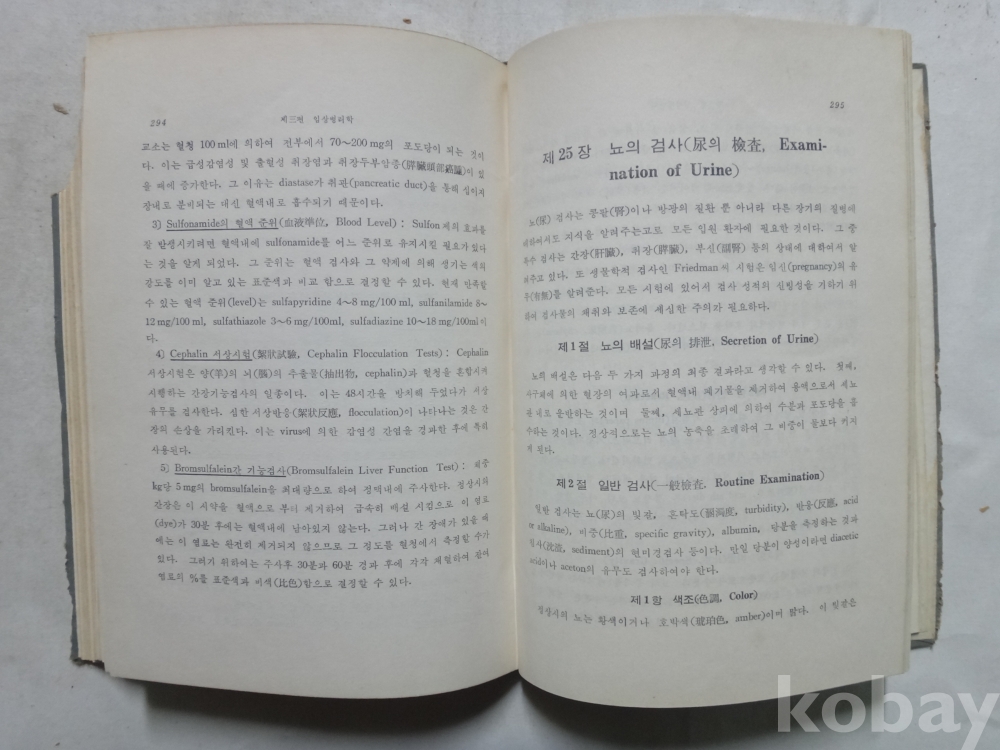 294 제三편 임상병리학
교소는 혈청 100 ml에 의하여 전부에서 70~200 mg의 포도당이 되는 것이
다. 이는 급성감염성 및 출혈성 취장염과 취장두부암종(膵臟頭部癌腫)이 있
을 때에 증가한다. 그 이유는 diastase가 취관(pancreatic duct)을 통해 십이지
장내로 분비되는 대신 혈액내로 흡수되기 때문이다.
3) Sulfonamide의 혈액 준위(血液準位, Blood Level): Sulfon 제의 효과를
잘 발생시키려면 혈액내에 sulfonamide를 어느 준위로 유지시킬 필요가 있다
는 것을 알게 되었다. 그 준위는 혈액 검사와 그 약제에 의해 생기는 색의
강도를 이미 알고 있는 표준색과 비교 함으로 결정할 수 있다. 현재 만족할
수 있는 혈액 준위(level)는 sulfapyridine 4~8 mg/100 ml, sulfanilamide 8~
12 mg/100 ml, sulfathiazole 3~6 mg/100ml, sulfadiazine 10~18 mg/100ml이
다.
4) Cephalin 서상시험(絮狀試驗, Cephalin Flocculation Tests): Cephalin
서상시험은 양(羊)의 뇌(腦)의 추출물(抽出物, cephalin)과 혈청을 혼합시켜
시행하는 간장기능검사의 일종이다. 이는 48시간을 방치해 두었다가 서상
유무를 검사한다. 심한 서상반응(絮狀反應, flocculation)이 나타나는 것은 간
장의 손상을 가리킨다. 이는 virus에 의한 감염성 간염을 경과한 후에 특히
사용된다.
5) Bromsulfalein간 기능검사(Bromsulfalein Liver Function Test): 체중
kg당 5 mg의 bromsulfalein을 최대량으로 하여 정맥내에 주사한다. 정상시의
간장은 이 시약을 혈액으로 부터 제거하여 급속히 배설 시킴으로 이 염료
(dye)가 30분 후에는 혈액내에 남아있지 않는다. 그러나 간 장애가 있을 때
에는 이 염료는 완전히 제거되지 않으므로 그 정도를 혈청에서 측정할 수가
있다. 그러기 위하여는 주사후 30분과 60분 경과 후에 각각 채혈하여 잔여
염료의 %를 표준색과 비색(比色)함으로 결정할 수 있다.
295
제 25 장 뇨의 검사(尿의 檢査, Exami-
nation of Urine)
뇨(尿) 검사는 콩팥(腎)이나 방광의 질환 뿐 아니라 다른 장기의 질병에
대하여서도 지식을 알려주는고로 모든 입원 환자에 필요한 것이다. 그 중
특수 검사는 간장(肝臟), 취장(膵臟), 부신(副腎) 등의 상태에 대하여서 알
려주고 있다. 또 생물학적 검사인 Friedman 씨 시험은 임신(pregnancy)의 유
무(有無)를 알려준다. 모든 시험에 있어서 검사 성적의 신빙성을 기하기 위
하여 검사물의 채취와 보존에 세심한 주의가 필요하다.
제 1 절 뇨의 배설(尿의 排泄, Secretion of Urine)
뇨의 배설은 다음 두 가지 과정의 최종 결과라고 생각할 수 있다. 첫째,
사구체에 의한 혈장의 여과로서 혈액내 폐기물을 제거하여 용액으로서 세뇨
관 내로 운반하는 것이며 둘째, 세뇨관 상피에 의하여 수분과 포도당을 흡
수하는 것이다. 정상적으로는 뇨의 농축을 초래하여 그 비중이 물보다 커지
게 된다.
제 2 절 일반 검사(一般檢査, Routine Examination)
일반 검사는 뇨(尿)의 빛깔, 혼탁도(溷濁度, turbidity), 반응(反應, acid
or alkaline), 비중(比重, specific gravity), albumin, 당분을 측정하는 것과
침사(沈渣, sediment)의 현미경검사 등이다. 만일 당분이 양성이라면 diacetic
acid이나 aceton의 유무도 검사하여야 한다.
제 1 항 색조(色調, Color)
정상시의 뇨는 황색이거나 호박색(琥珀色, amber)이며 맑다. 이 빛깔은
kobay